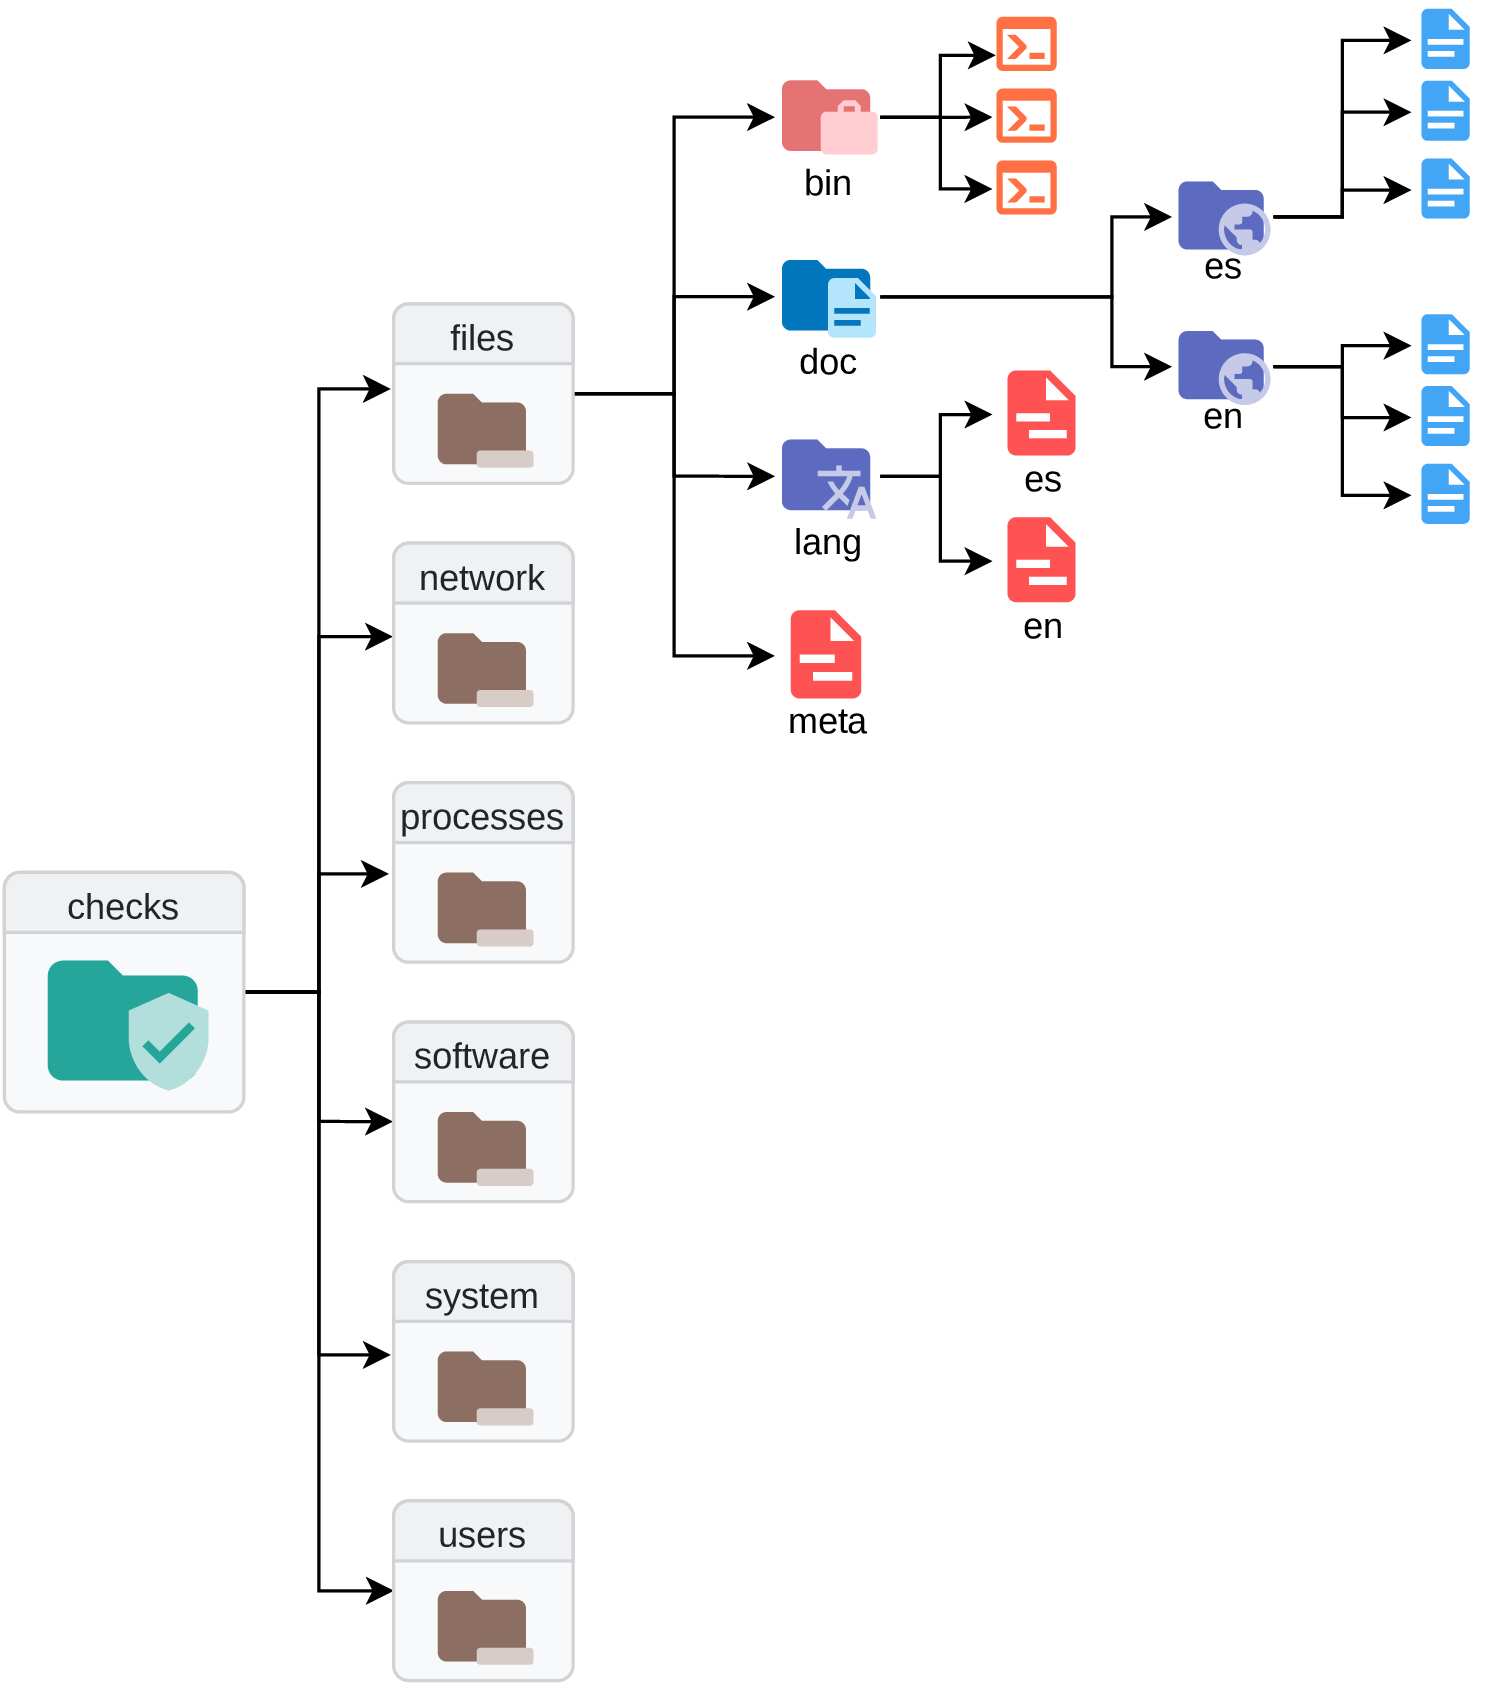 checks
files
network
processes
software
system
users
bin
doc
lang
meta
es
en
es
en